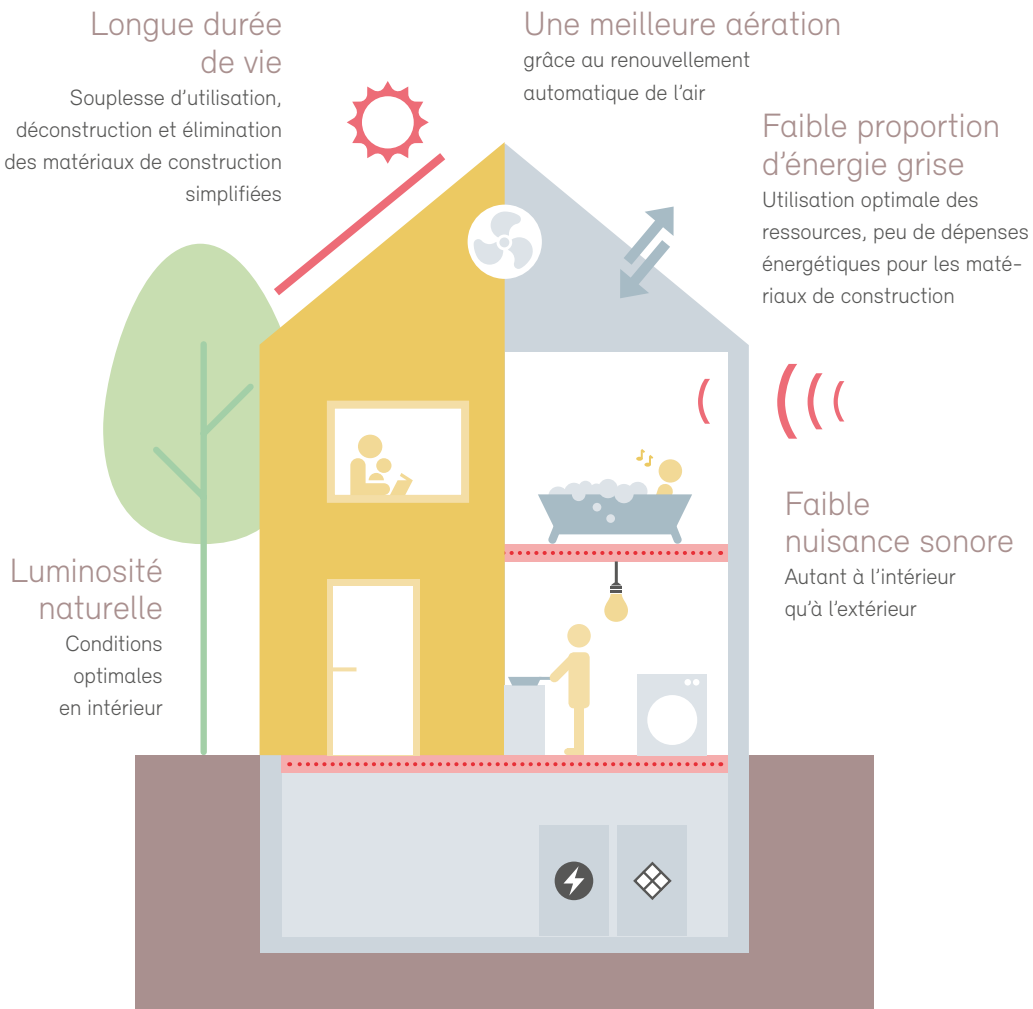 Longue durée
de vie
Souplesse d'utilisation,
déconstruction et élimination
des matériaux de construction
simplifiées
Une meilleure aération
grâce au renouvellement
automatique de l'air
Faible proportion
d'énergie grise
Utilisation optimale des
ressources, peu de dépenses
énergétiques pour les maté-
riaux de construction
Faible
nuisance sonore
Autant à l'intérieur
qu'à l'extérieur
Luminosité
naturelle
Conditions
optimales
en intérieur